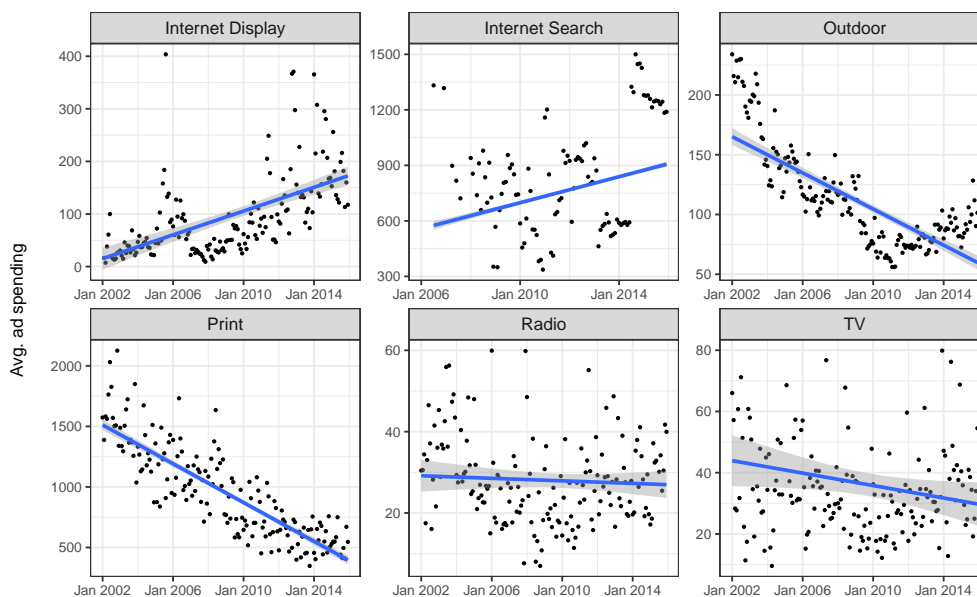 Avg. ad spending
Internet Display
400
300
200
100
0
Jan 2002 Jan 2006 Jan 2010 Jan 2014
Internet Search
1500
1200
900
600
300
Jan 2006 Jan 2010 Jan 2014
Outdoor
200
150
100
50
Jan 2002 Jan 2006 Jan 2010 Jan 2014
Print
2000
1500
1000
500
Jan 2002 Jan 2006 Jan 2010 Jan 2014
Radio
60
40
20
Jan 2002 Jan 2006 Jan 2010 Jan 2014
TV
80
60
40
20
Jan 2002 Jan 2006 Jan 2010 Jan 2014